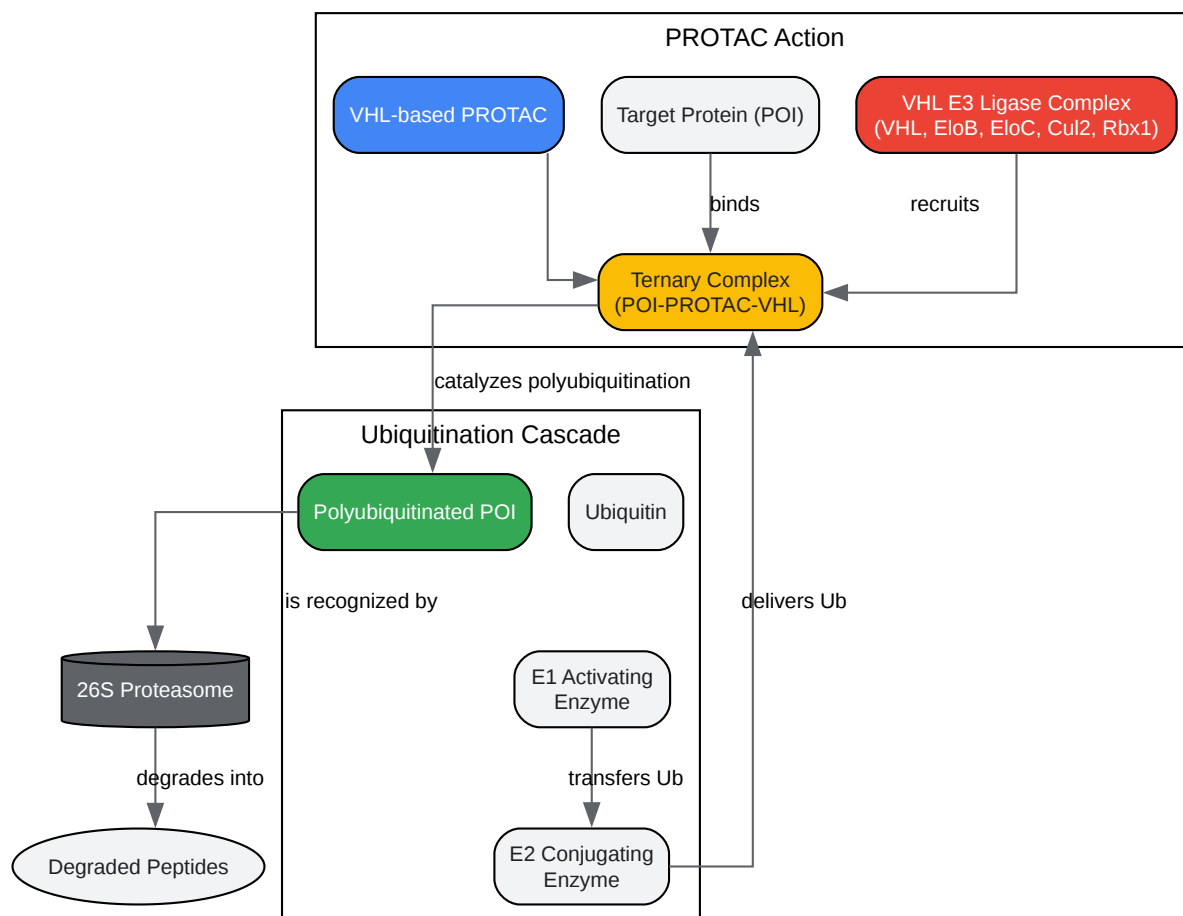 PROTAC Action
VHL-based PROTAC
Target Protein (POI)
VHL E3 Ligase Complex
(VHL, EloB, EloC, Cul2, Rbx1)
binds
recruits
Ternary Complex
(POI-PROTAC-VHL)
catalyzes polyubiquitination
Ubiquitination Cascade
Polyubiquitinated POI
Ubiquitin
is recognized by
delivers Ub
26S Proteasome
E1 Activating
Enzyme
degrades into
transfers Ub
Degraded Peptides
E2 Conjugating
Enzyme